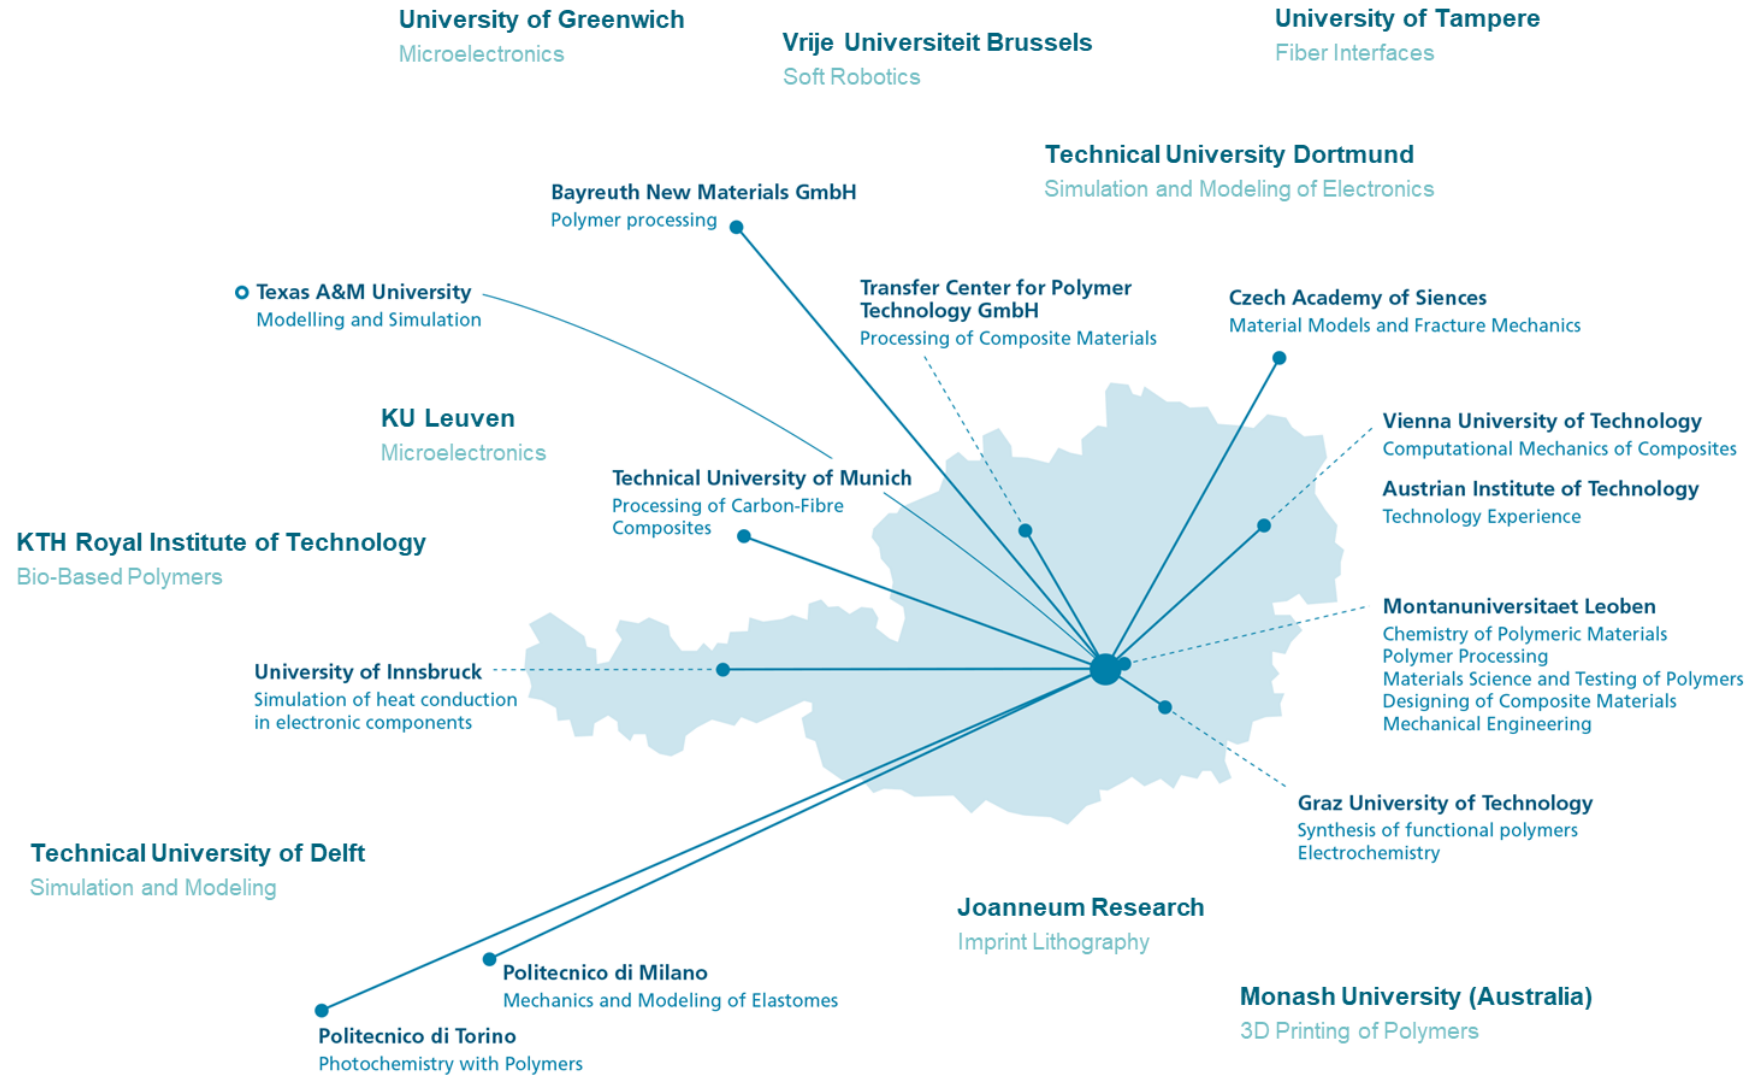 University of Greenwich
Microelectronics
Vrije Universiteit Brussels
Soft Robotics
University of Tampere
Fiber Interfaces
Technical University Dortmund
Simulation and Modeling of Electronics
Bayreuth New Materials GmbH
Polymer processing
Texas A&M University
Modelling and Simulation
Transfer Center for Polymer
Technology GmbH
Processing of Composite Materials
Czech Academy of Siences
Material Models and Fracture Mechanics
KU Leuven
Microelectronics
Vienna University of Technology
Computational Mechanics of Composites
Austrian Institute of Technology
Technology Experience
Technical University of Munich
Processing of Carbon-Fibre
Composites
KTH Royal Institute of Technology
Bio-Based Polymers
Montanuniversitaet Leoben
Chemistry of Polymeric Materials
Polymer Processing
Materials Science and Testing of Polymers
Designing of Composite Materials
Mechanical Engineering
University of Innsbruck
Simulation of heat conduction
in electronic components
Graz University of Technology
Synthesis of functional polymers
Electrochemistry
Technical University of Delft
Simulation and Modeling
Joanneum Research
Imprint Lithography
Politecnico di Milano
Mechanics and Modeling of Elastomes
Monash University (Australia)
3D Printing of Polymers
Politecnico di Torino
Photochemistry with Polymers